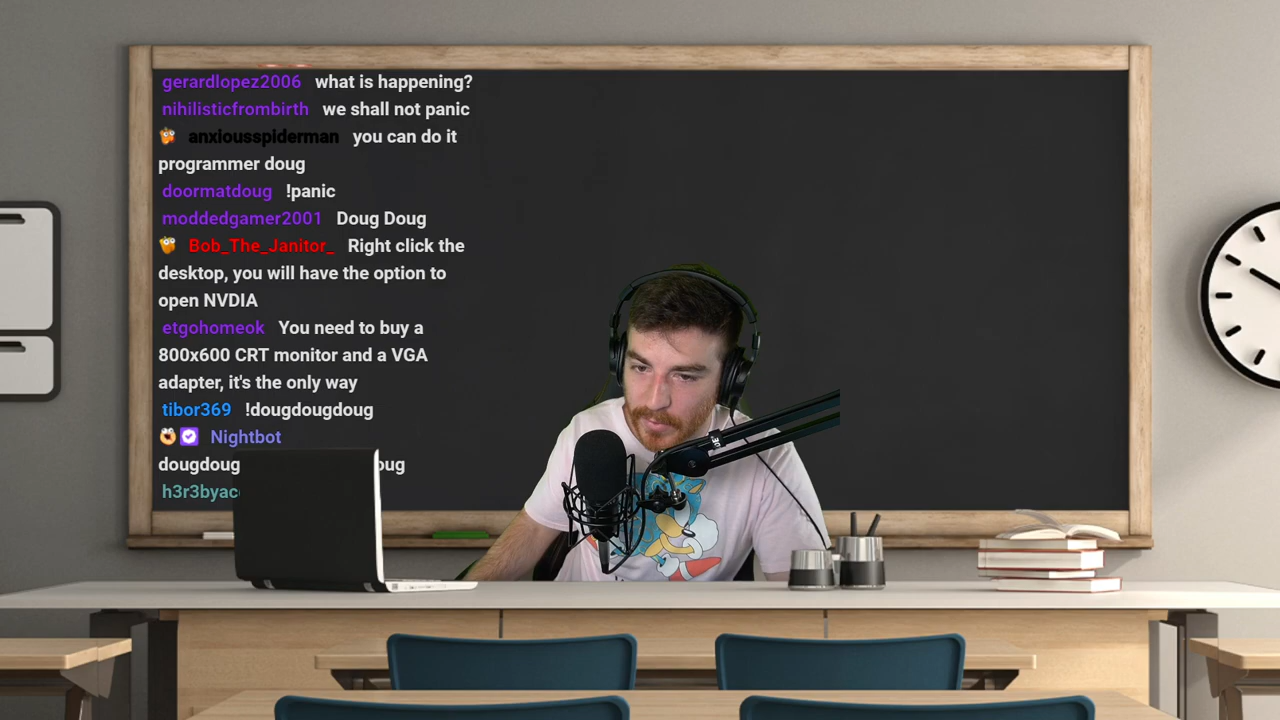 gerardlopez2006 what is happening?
nihilisticfrombirth we shall not panic
anxiousspiderman you can do it
programmer doug
doormatdoug !panic
moddedgamer2001 Doug Doug
Bob_The_Janitor_ Right click the
desktop, you will have the option to
open NVDIA
etgohomeok You need to buy a
800x600 CRT monitor and a VGA
adapter, it's the only way
tibor369 !dougdougdoug
Nightbot